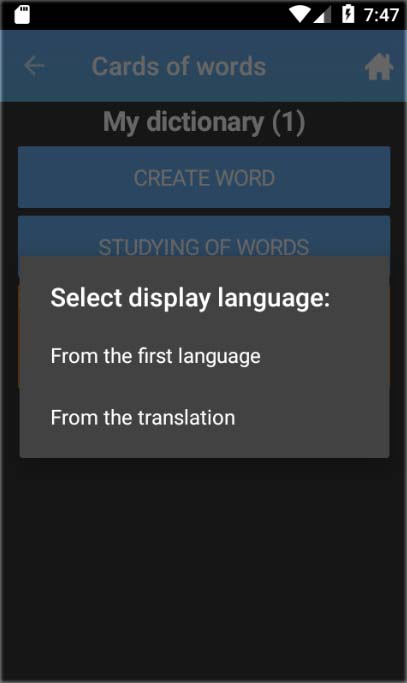 7:47
Cards of words
My dictionary (1)
CREATE WORD
STUDYING OF WORDS
Select display language:
From the first language
From the translation